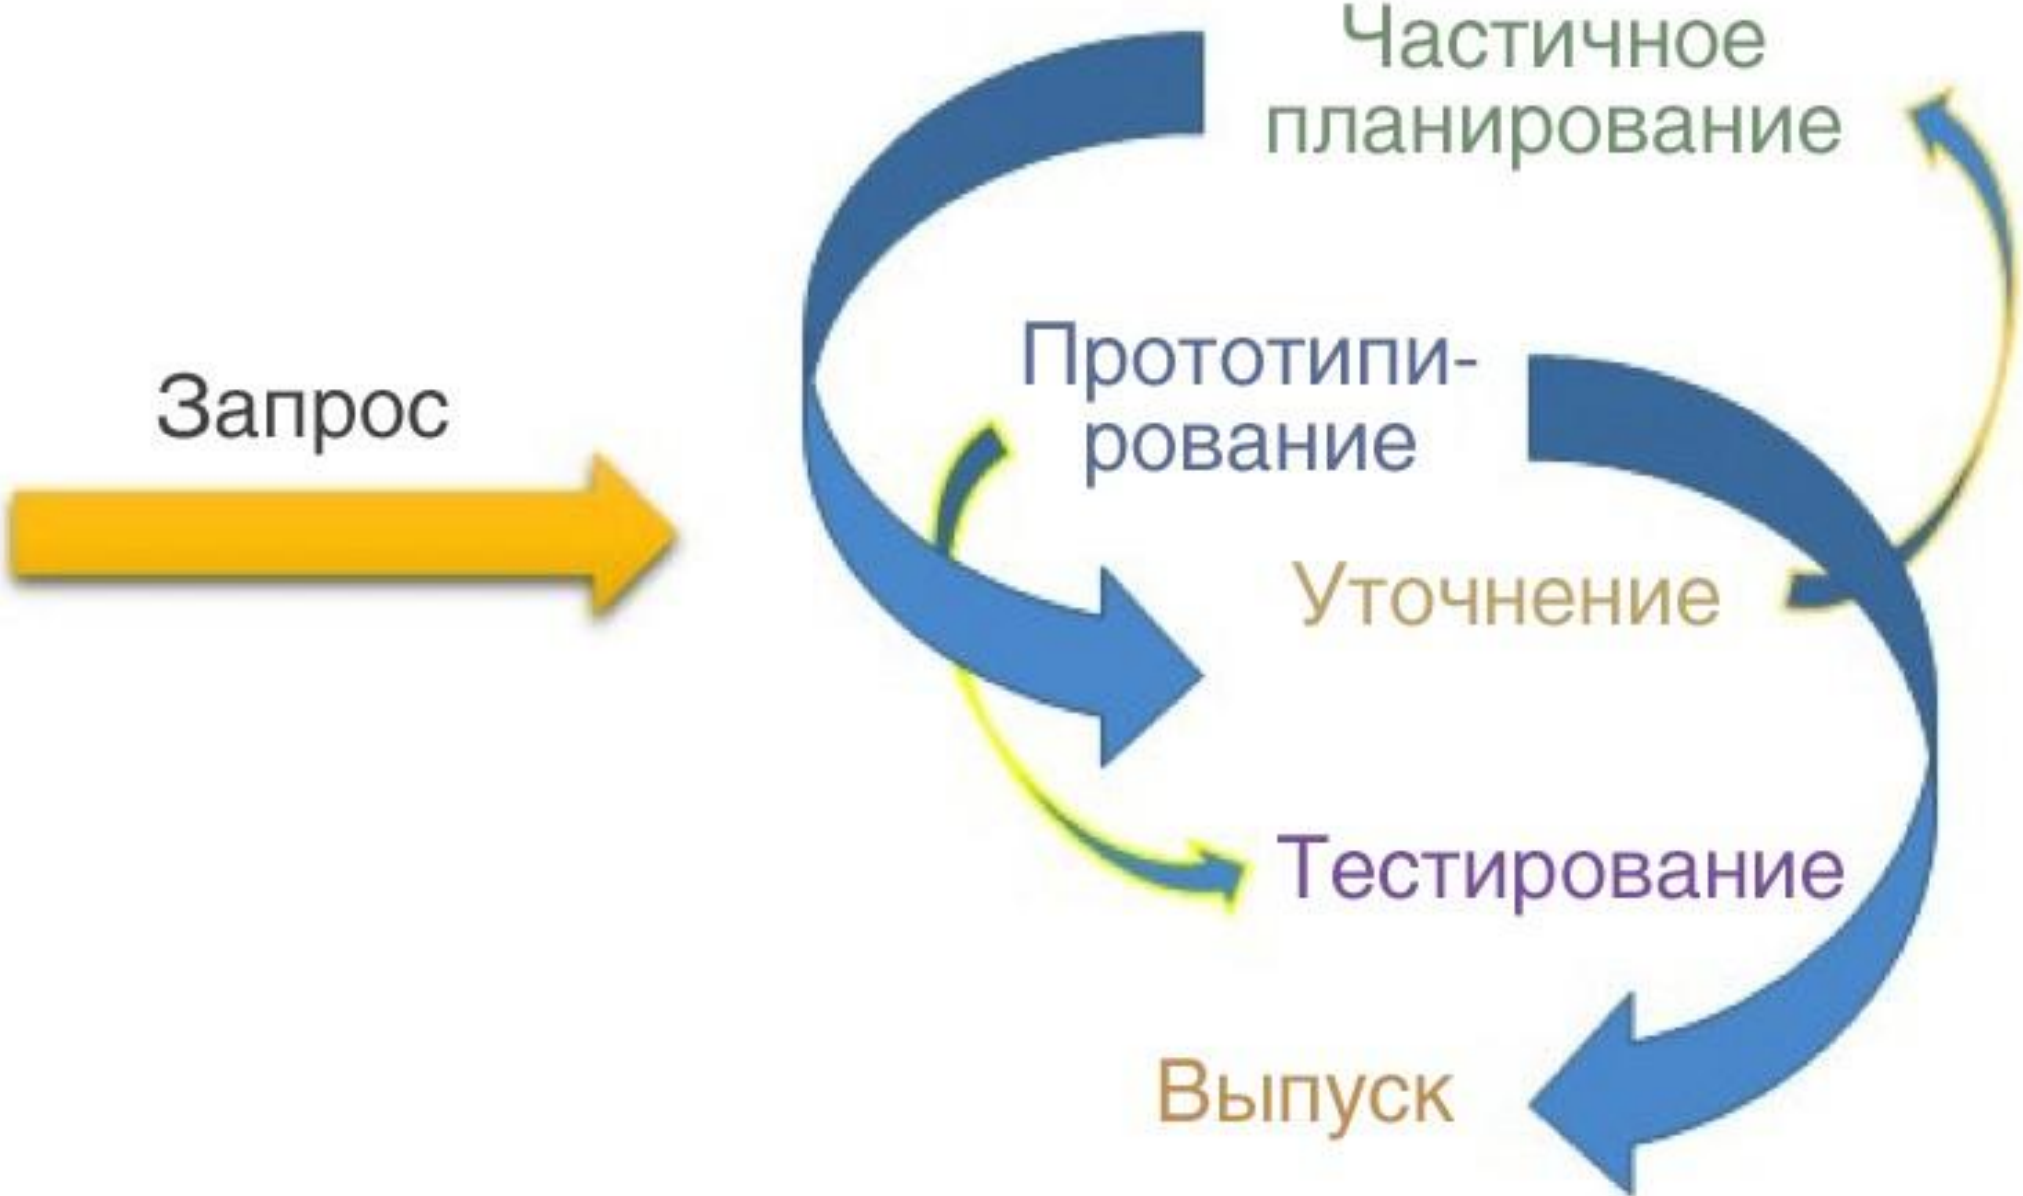 Частичное
планирование
Прототипи-
рование
Запрос
Уточнение
Тестирование
Выпуск